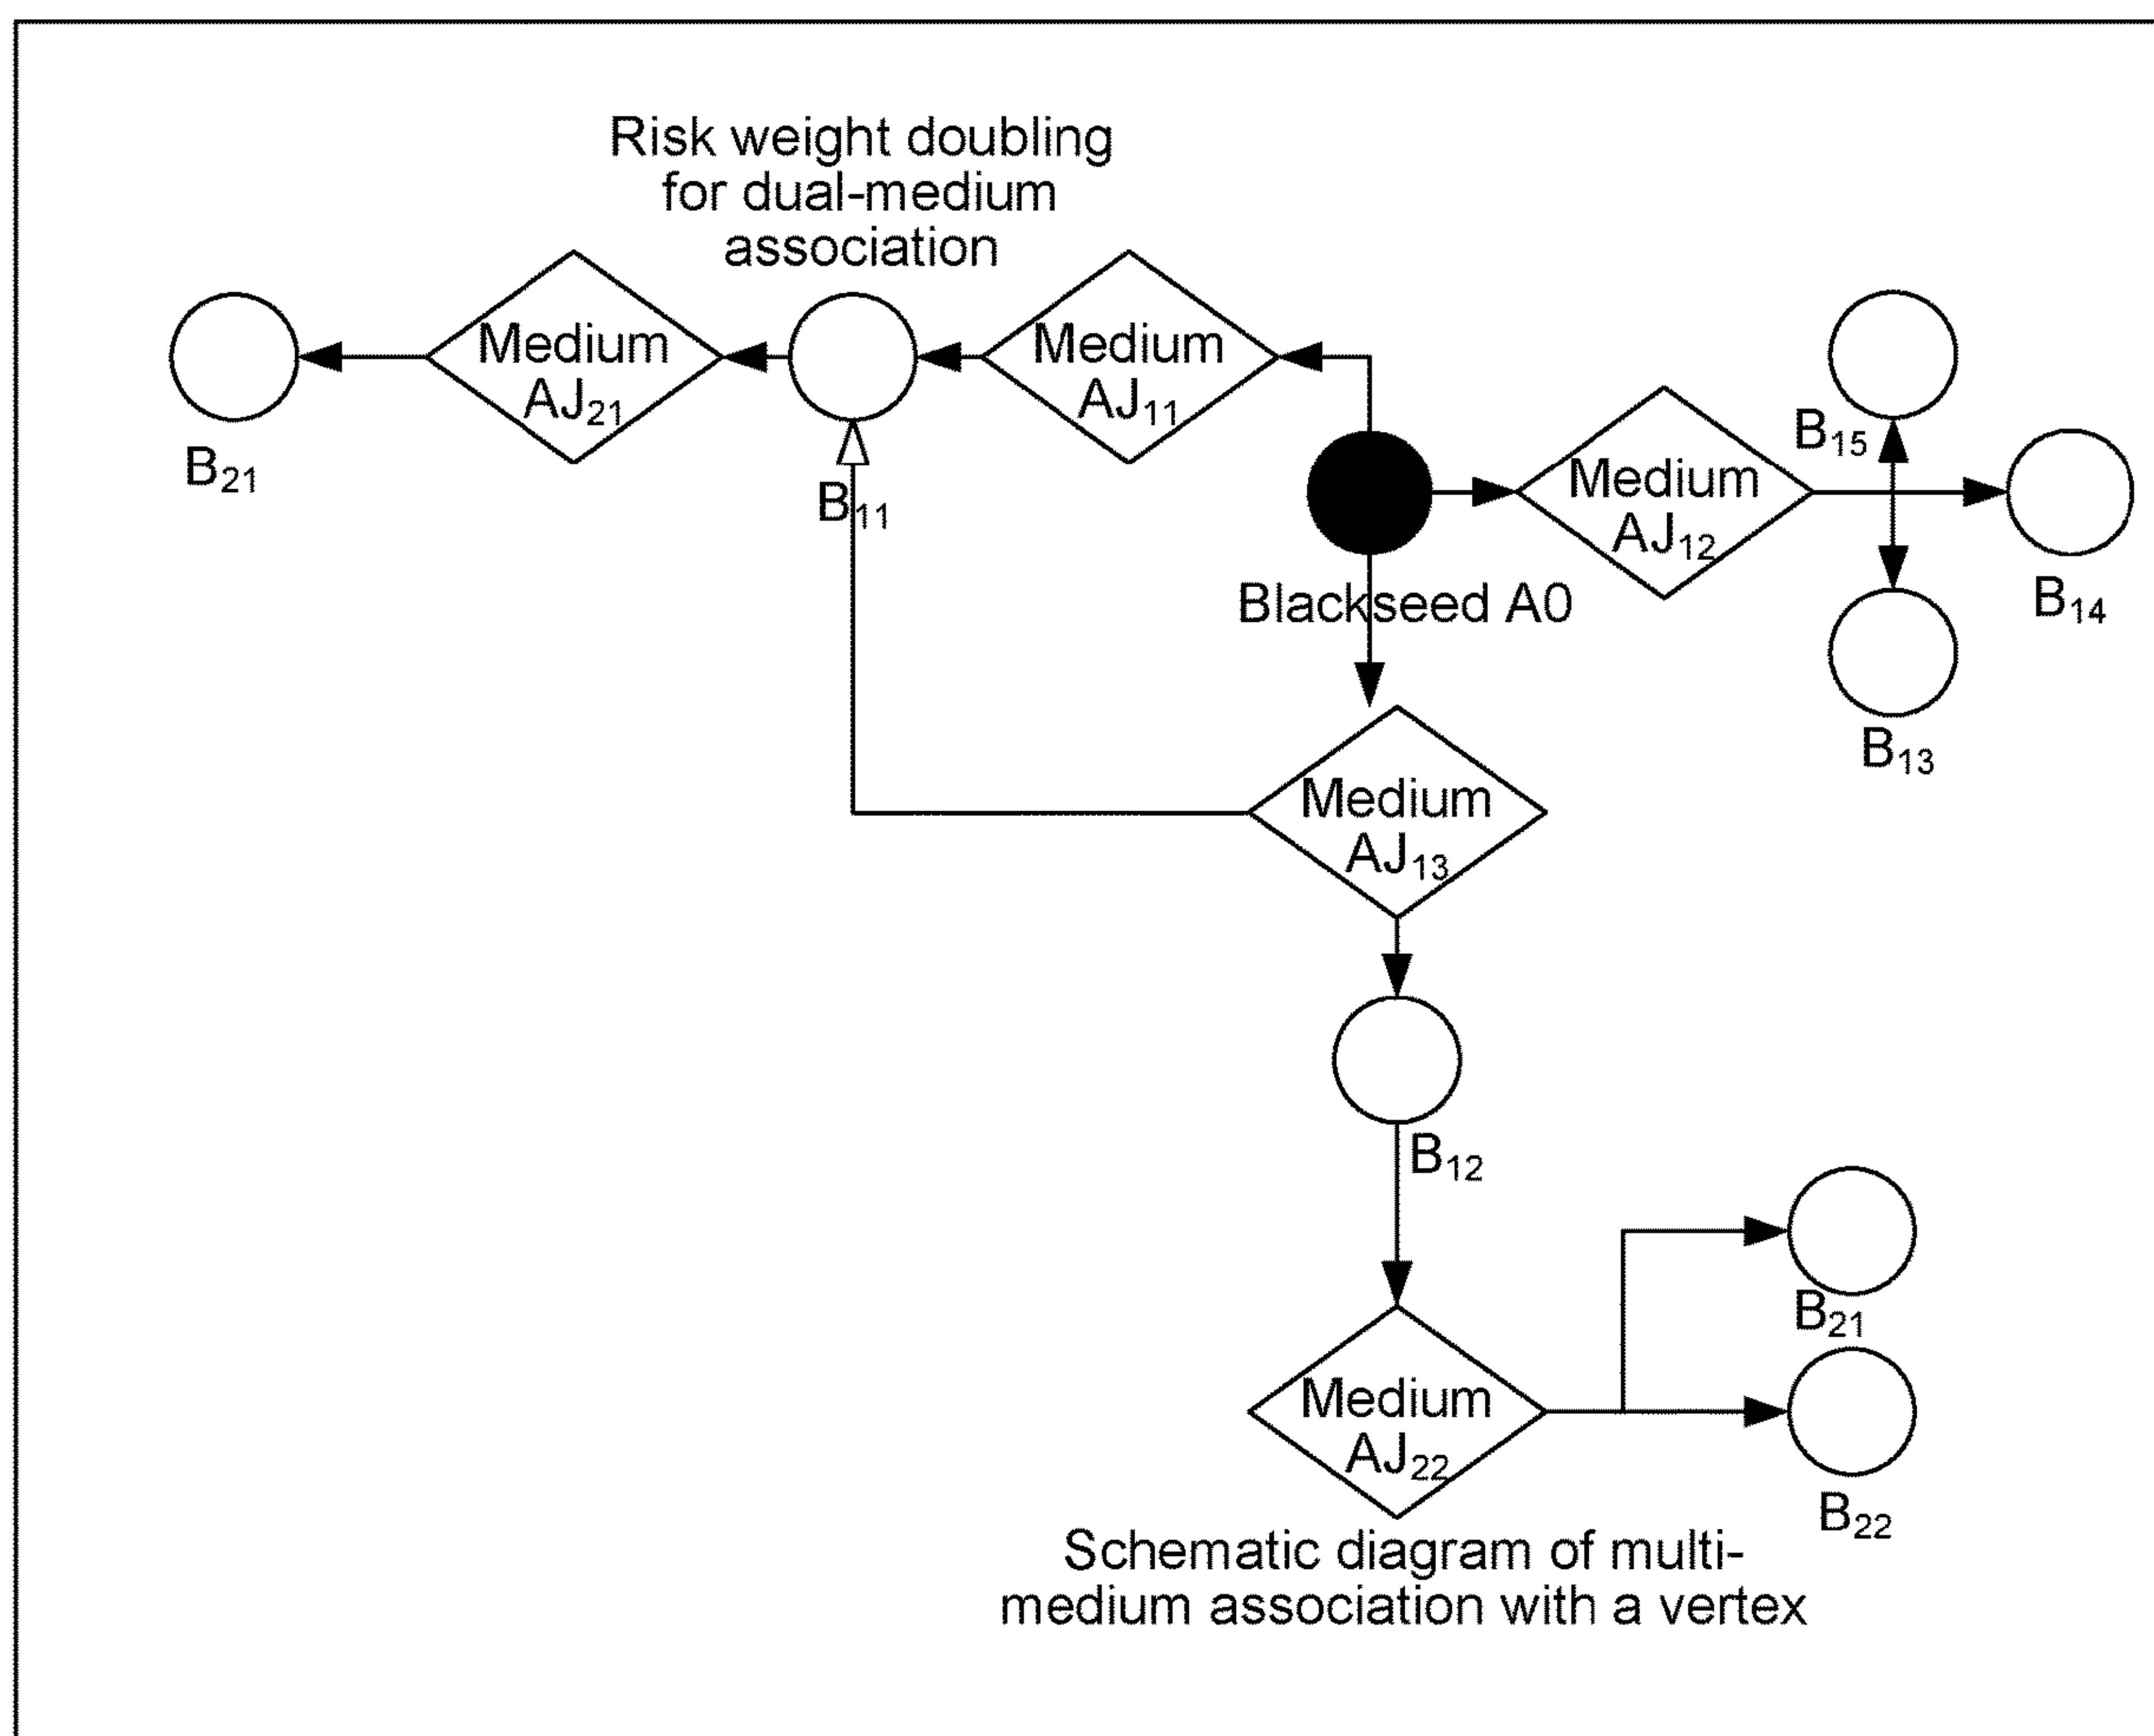 Risk weight doubling
for dual-medium
association
Medium
AJ₂₁
Medium
AJ₁₁
B₂₁
B₁₁
Blackseed A0
Medium
AJ₁₂
B₁₅
B₁₄
B₁₃
Medium
AJ₁₃
B₁₂
Medium
AJ₂₂
B₂₁
B₂₂
Schematic diagram of multi-
medium association with a vertex